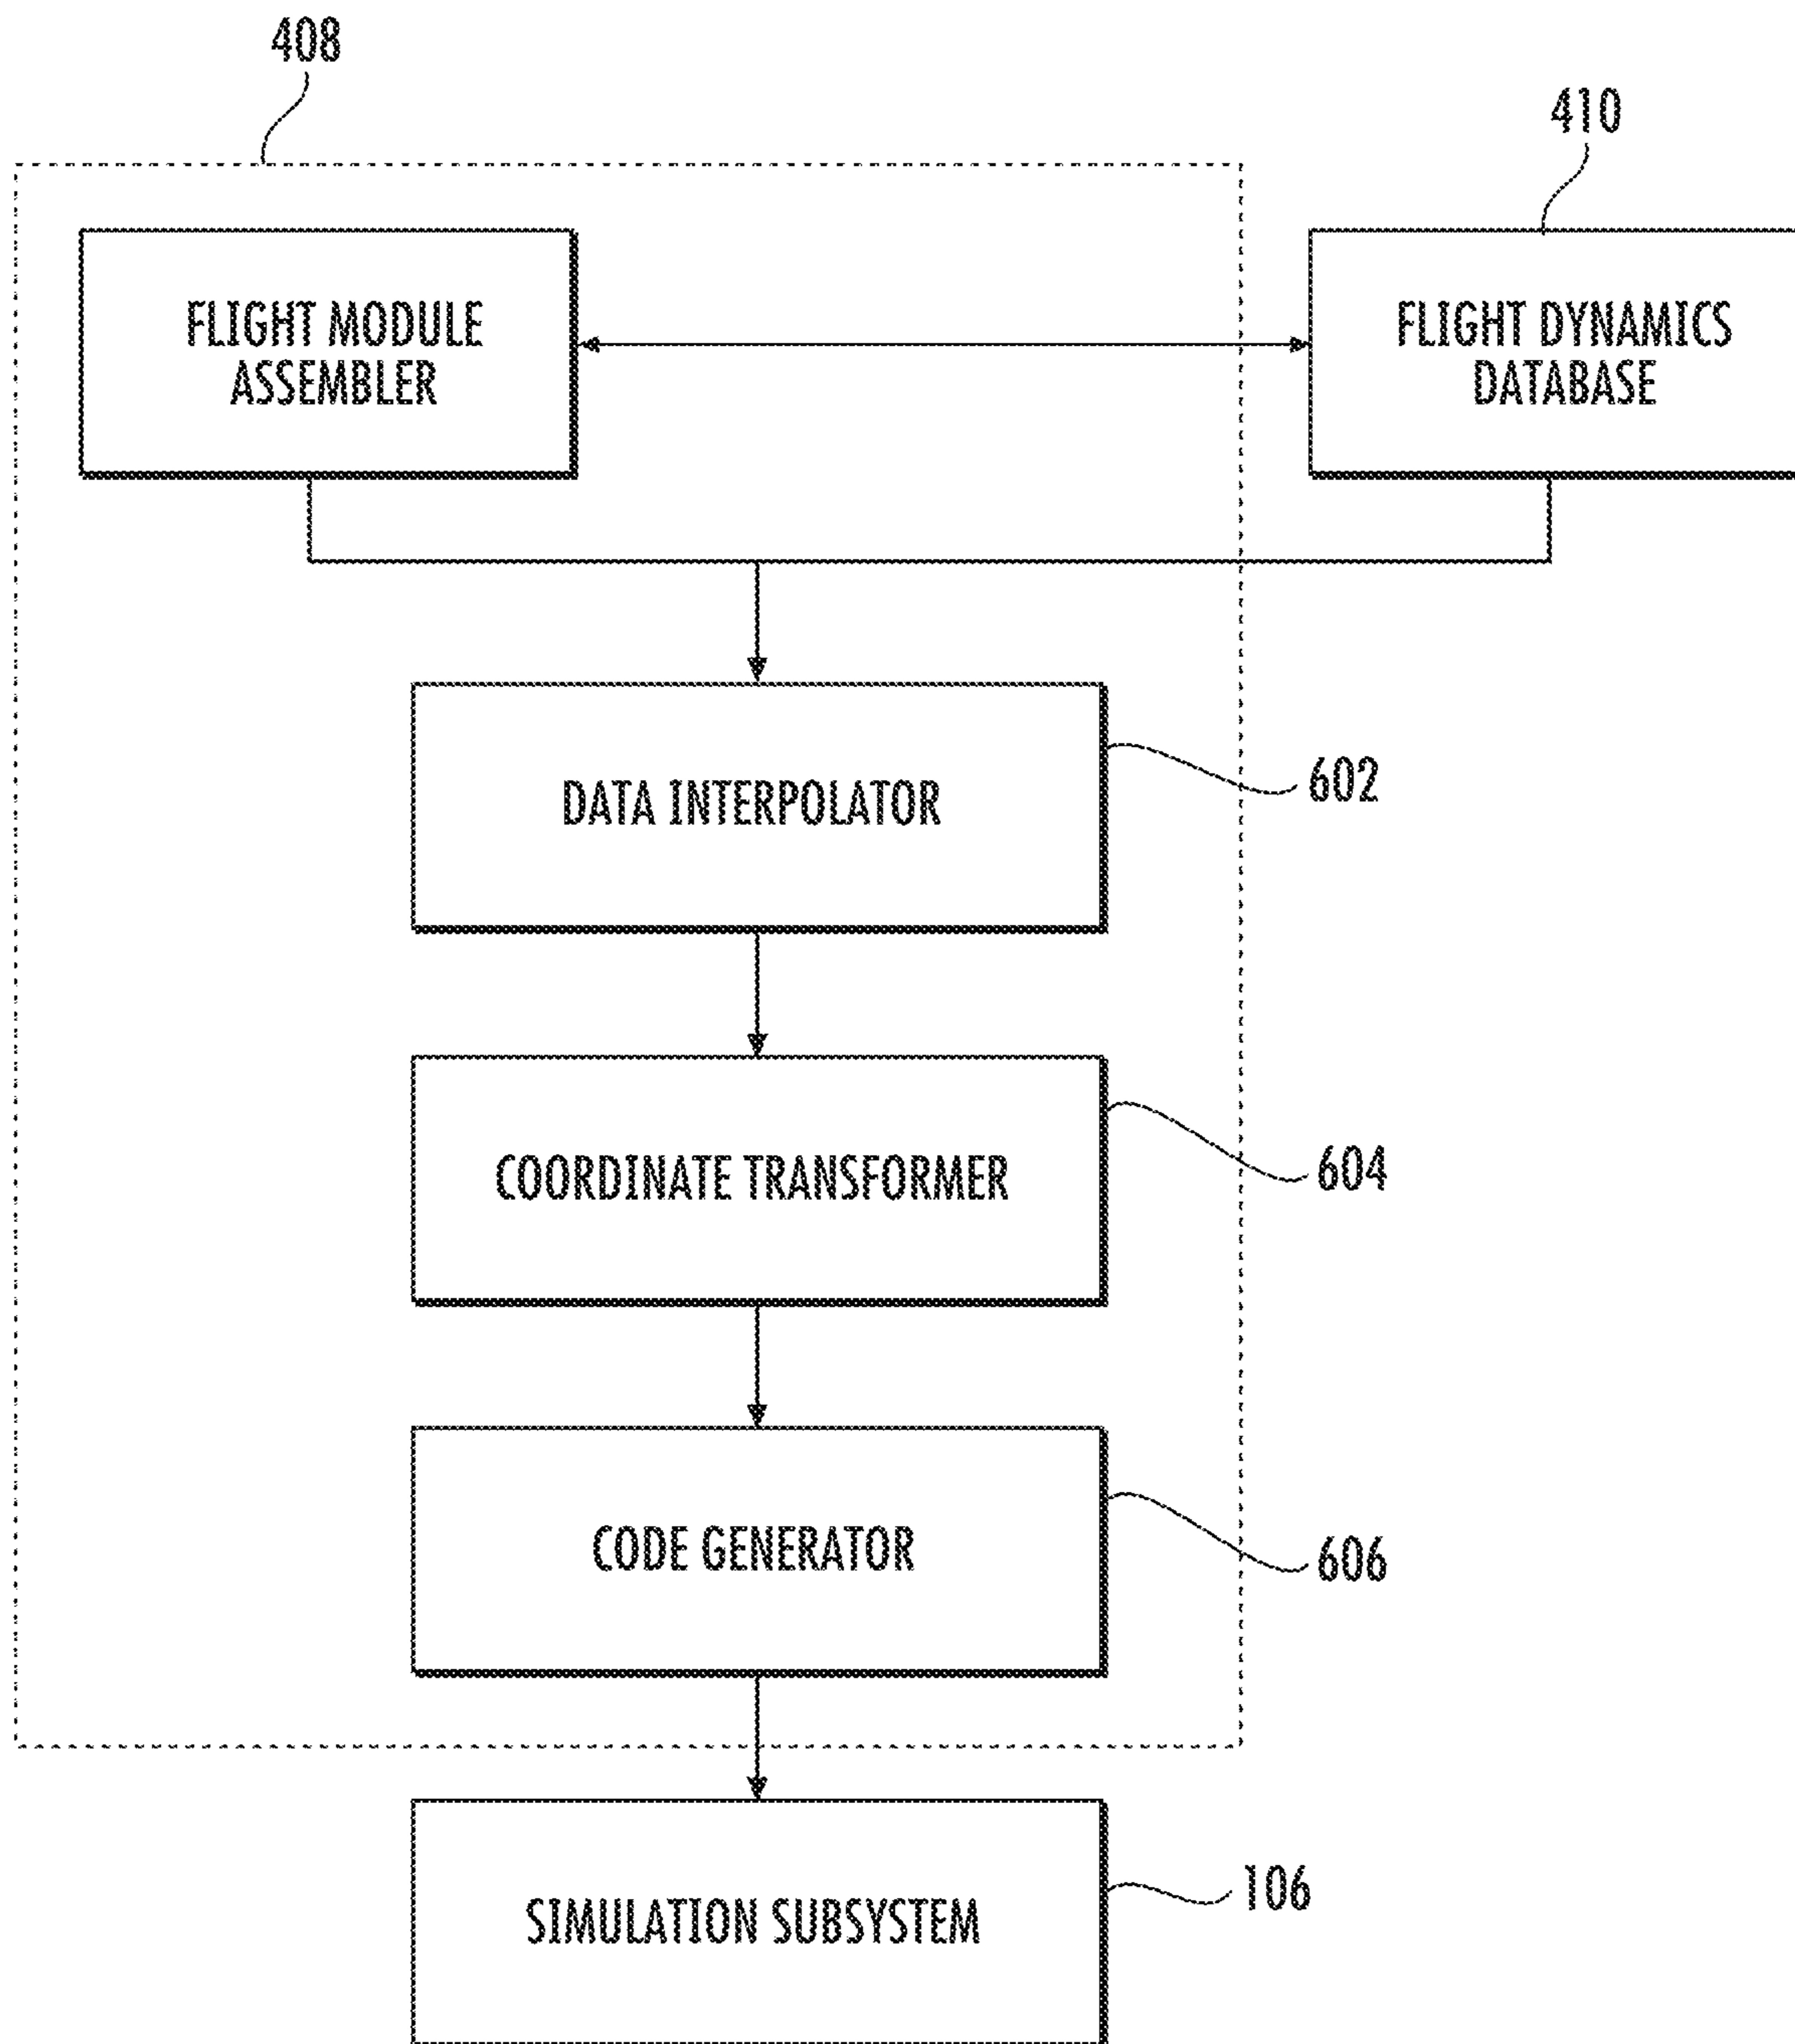 408
410
FLIGHT MODULE
ASSEMBLER
FLIGHT DYNAMICS
DATABASE
DATA INTERPOLATOR
602
COORDINATE TRANSFORMER
604
CODE GENERATOR
606
SIMULATION SUBSYSTEM
106